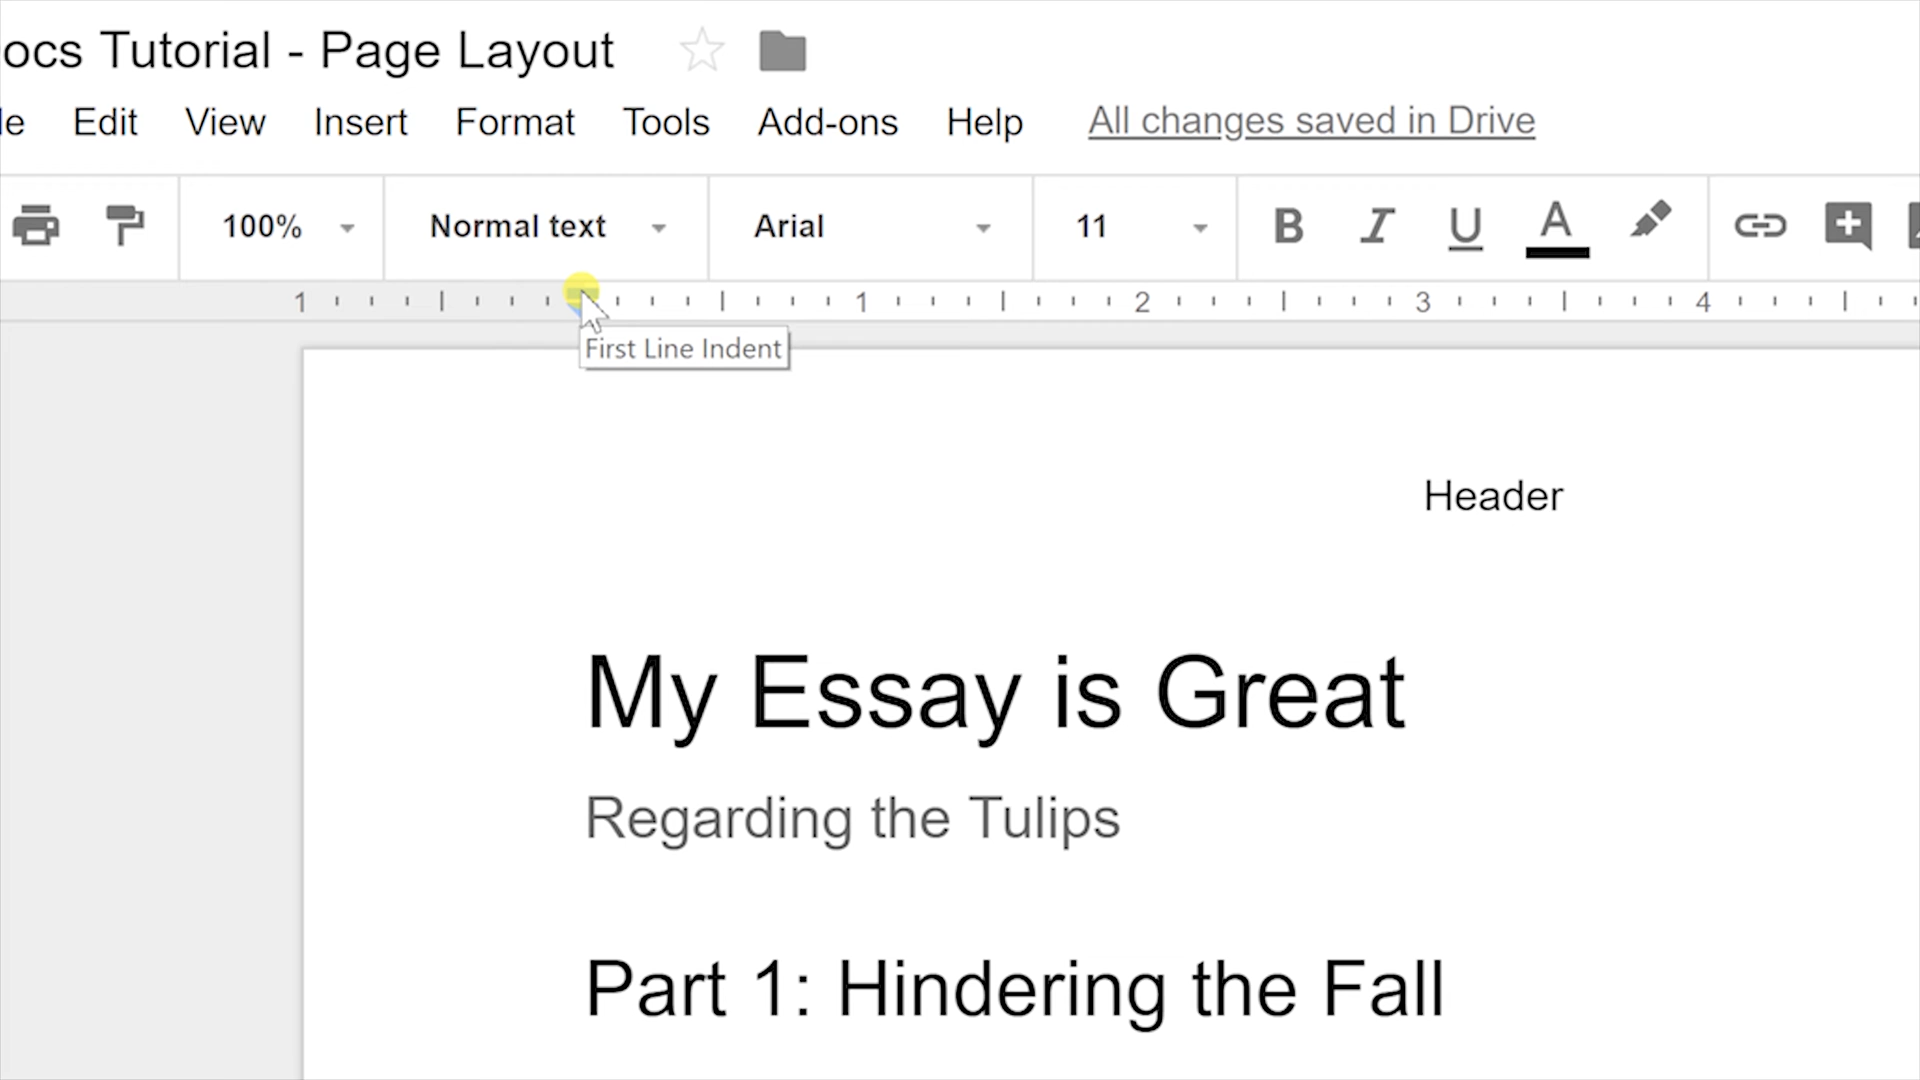 ocs Tutorial - Page Layout
le Edit View Insert Format Tools Add-ons Help All changes saved in Drive
100% Normal text Arial 11 B I U A
1 1 2 3 4
First Line Indent
Header
My Essay is Great
Regarding the Tulips
Part 1: Hindering the Fall